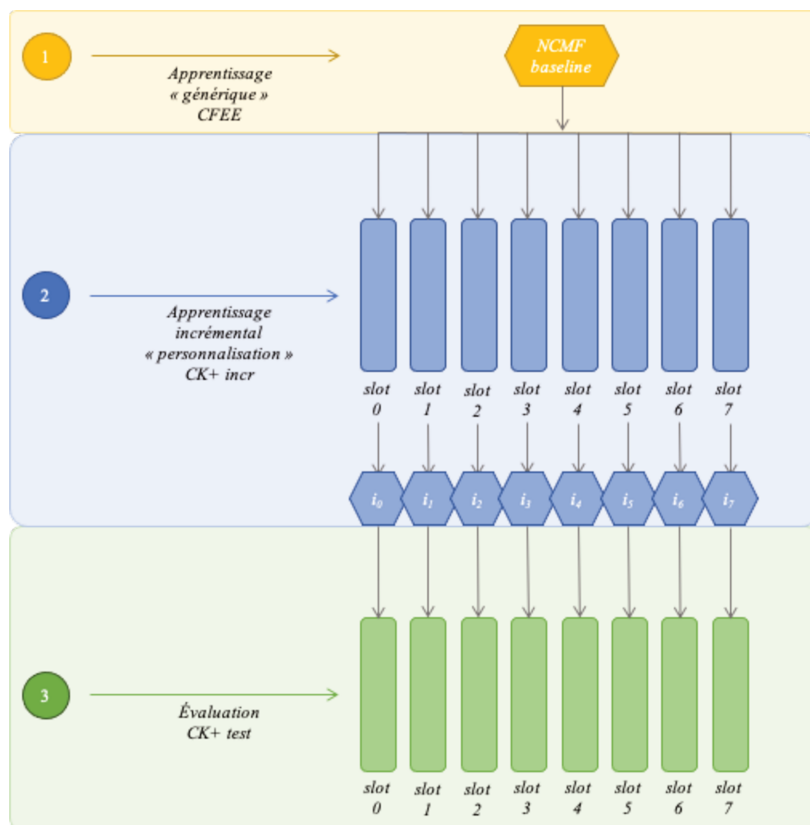 1
Apprentissage
« générique »
CFEE
NCMF
baseline
2
Apprentissage
incrémental
« personnalisation »
CK+ incr
slot slot slot slot slot slot slot slot
0 1 2 3 4 5 6 7
i0 i1 i2 i3 i4 i5 i6 i7
3
Évaluation
CK+ test
slot slot slot slot slot slot slot slot
0 1 2 3 4 5 6 7